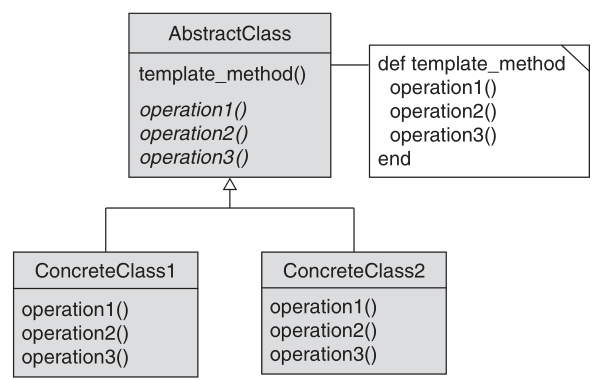 AbstractClass
template_method()
operation1()
operation2()
operation3()
def template_method
operation1()
operation2()
operation3()
end
ConcreteClass1
operation1()
operation2()
operation3()
ConcreteClass2
operation1()
operation2()
operation3()